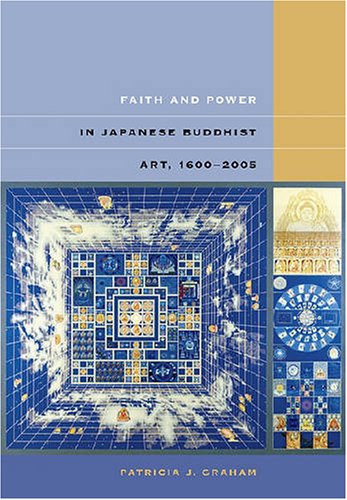 FAITH AND POWER
IN JAPANESE BUDDHIST
ART, 1600–2005
PATRICIA J. GRAHAM